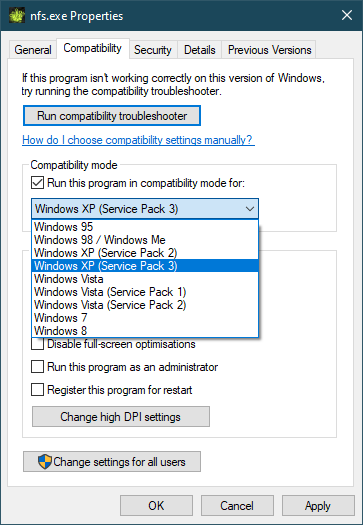 nfs.exe Properties
General
Compatibility
Security
Details
Previous Versions
If this program isn't working correctly on this version of Windows,
try running the compatibility troubleshooter.
Run compatibility troubleshooter
How do I choose compatibility settings manually?
Compatibility mode
Run this program in compatibility mode for:
Windows XP (Service Pack 3)
Windows 95
Windows 98 / Windows Me
Windows XP (Service Pack 2)
Windows XP (Service Pack 3)
Windows Vista
Windows Vista (Service Pack 1)
Windows Vista (Service Pack 2)
Windows 7
Windows 8
Disable full-screen optimisations
Run this program as an administrator
Register this program for restart
Change high DPI settings
Change settings for all users
OK
Cancel
Apply